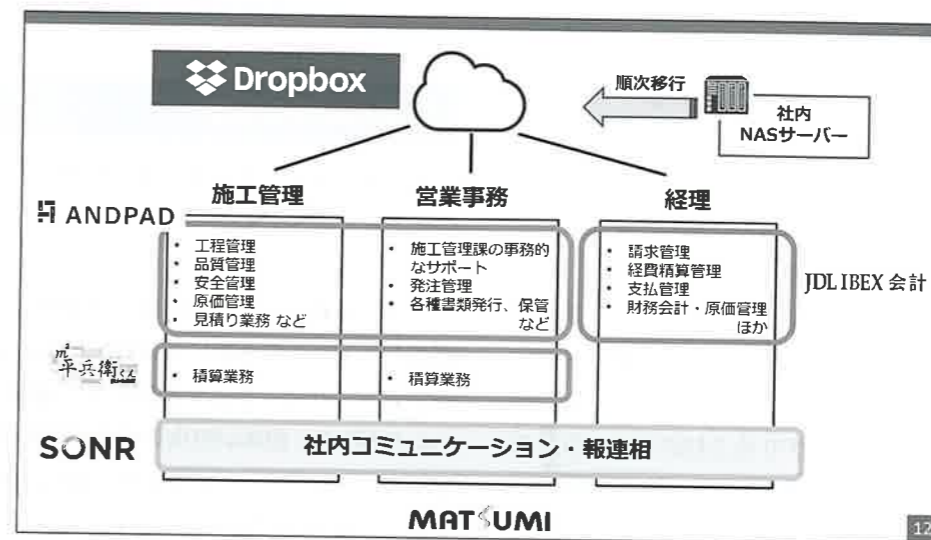 Dropbox
順次移行
社内
NASサーバー
施工管理
営業事務
経理
ANDPAD
・ 工程管理
・ 品質管理
・ 安全管理
・ 原価管理
・ 見積り業務 など
・ 施工管理課の事務的
なサポート
・ 発注管理
・ 各種書類発行、保管
など
・ 請求管理
・ 経費精算管理
・ 支払管理
・ 財務会計・原価管理
ほか
JDL IBEX 会計
㎡
平兵衛さん
・ 積算業務
・ 積算業務
SONR
社内コミュニケーション・報連相
MATSUMI
12